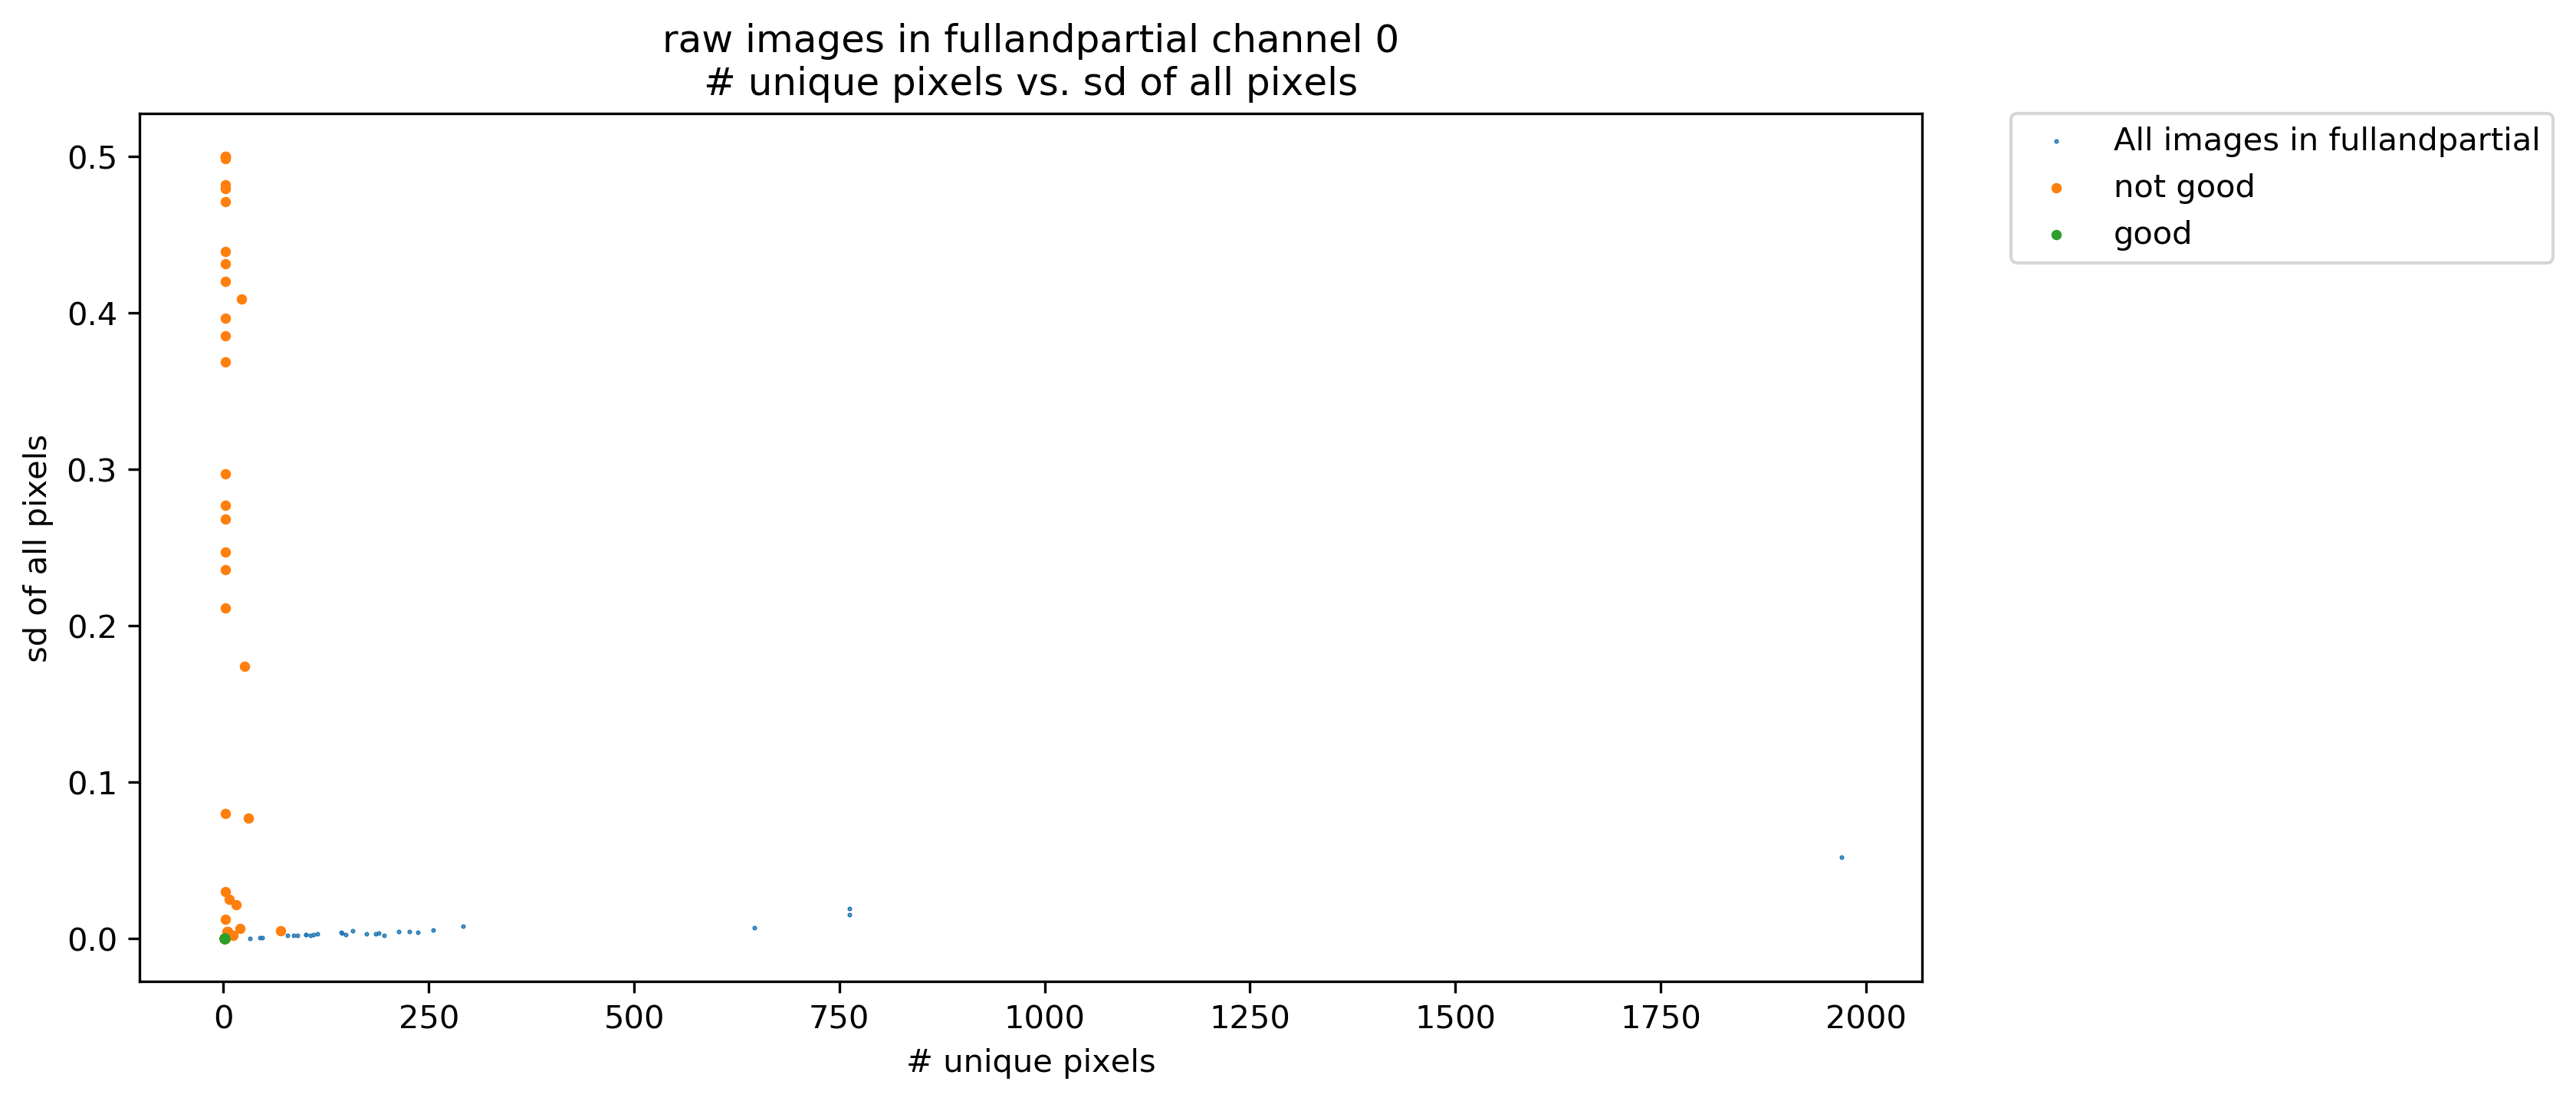 raw images in fullandpartial channel 0
# unique pixels vs. sd of all pixels
All images in fullandpartial
not good
good
sd of all pixels
0.5
0.4
0.3
0.2
0.1
0.0
0 250 500 750 1000 1250 1500 1750 2000
# unique pixels